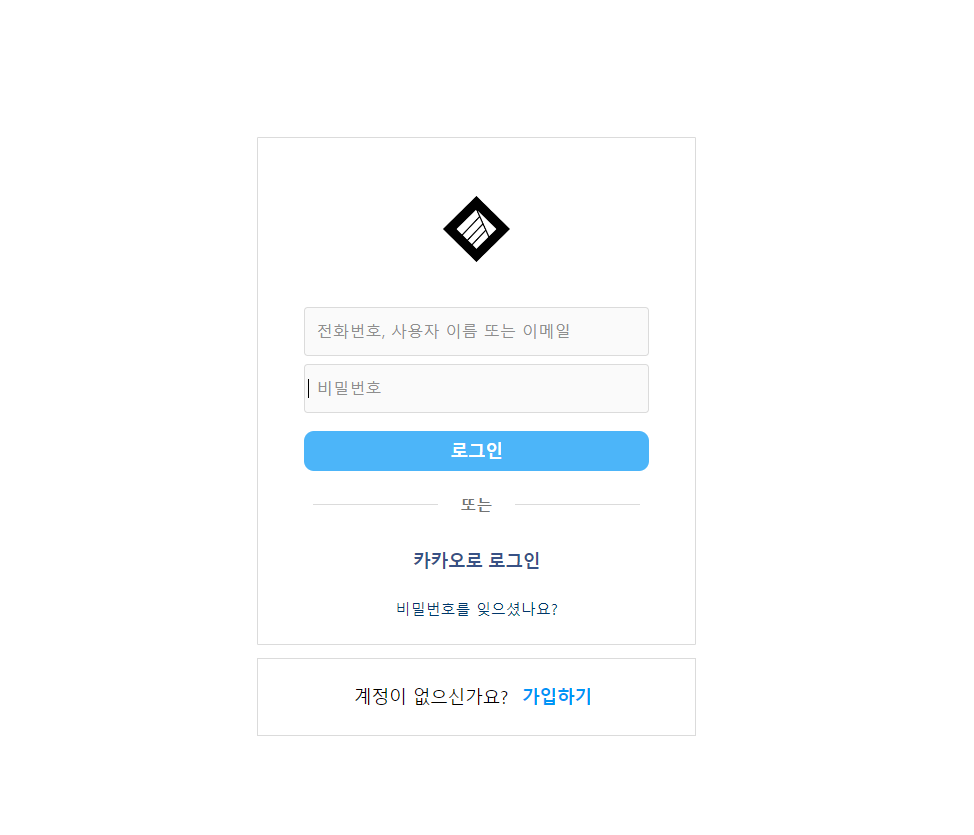 전화번호, 사용자 이름 또는 이메일
비밀번호
로그인
또는
카카오로 로그인
비밀번호를 잊으셨나요?
계정이 없으신가요? 가입하기